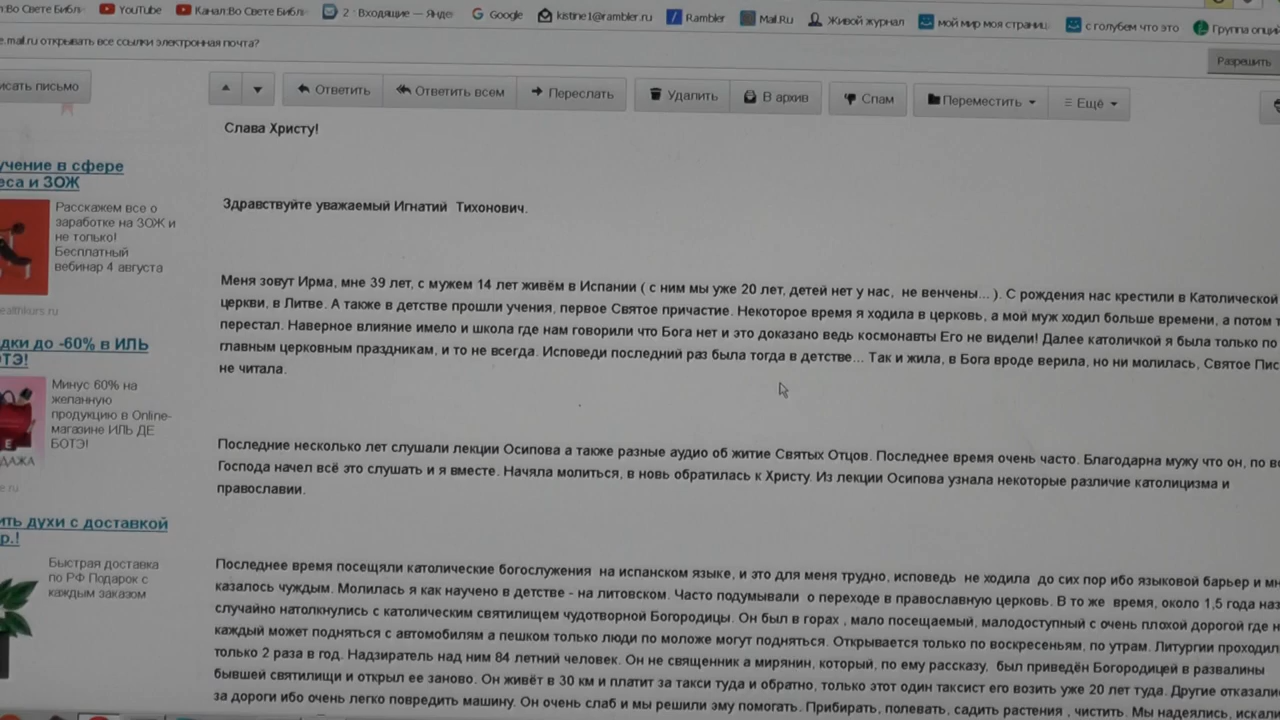 л:Во Свете Библ YouTube Канал:Во Свете Библ 2 : Входящие — Янде Google kistine1@rambler.ru Rambler Mail.Ru Живой журнал мой мир моя страниц с голубем что это Группа опци
e.mail.ru открывать все ссылки электронная почта?
Разрешить
исать письмо
Ответить Ответить всем Переслать Удалить В архив Спам Переместить Ещё
Слава Христу!
учение в сфере
еса и ЗОЖ
Расскажем все о
заработке на ЗОЖ и
не только!
Бесплатный
вебинар 4 августа
ealthkurs.ru
дки до -60% в ИЛЬ
ОТЭ!
Минус 60% на
желанную
продукцию в Online-
магазине ИЛЬ ДЕ
БОТЭ!
ДАЖА
e.ru
ить духи с доставкой
р.!
Быстрая доставка
по РФ Подарок с
каждым заказом
Здравствуйте уважаемый Игнатий Тихонович.
Меня зовут Ирма, мне 39 лет, с мужем 14 лет живём в Испании ( с ним мы уже 20 лет, детей нет у нас, не венчены... ). С рождения нас крестили в Католической
церкви, в Литве. А также в детстве прошли учения, первое Святое причастие. Некоторое время я ходила в церковь, а мой муж ходил больше времени, а потом т
перестал. Наверное влияние имело и школа где нам говорили что Бога нет и это доказано ведь космонавты Его не видели! Далее католичкой я была только по
главным церковным праздникам, и то не всегда. Исповеди последний раз была тогда в детстве... Так и жила, в Бога вроде верила, но ни молилась, Святое Пис
не читала.
Последние несколько лет слушали лекции Осипова а также разные аудио об житие Святых Отцов. Последнее время очень часто. Благодарна мужу что он, по во
Господа начел всё это слушать и я вместе. Начяла молиться, в новь обратилась к Христу. Из лекции Осипова узнала некоторые различие католицизма и
православии.
Последнее время посещяли католические богослужения на испанском языке, и это для меня трудно, исповедь не ходила до сих пор ибо языковой барьер и мн
казалось чуждым. Молилась я как научено в детстве - на литовском. Часто подумывали о переходе в православную церковь. В то же время, около 1,5 года наз
случайно натолкнулись с католическим святилищем чудотворной Богородицы. Он был в горах , мало посещаемый, малодоступный с очень плохой дорогой где н
каждый может подняться с автомобилям а пешком только люди по моложе могут подняться. Открывается только по воскресеньям, по утрам. Литургии проходил
только 2 раза в год. Надзиратель над ним 84 летний человек. Он не священник а мирянин, который, по ему рассказу, был приведён Богородицей в развалины
бывшей святилищи и открыл ее заново. Он живёт в 30 км и платит за такси туда и обратно, только этот один таксист его возить уже 20 лет туда. Другие отказали
за дороги ибо очень легко повредить машину. Он очень слаб и мы решили эму помогать. Прибирать, полевать, садить растения , чистить. Мы надеялись, искали